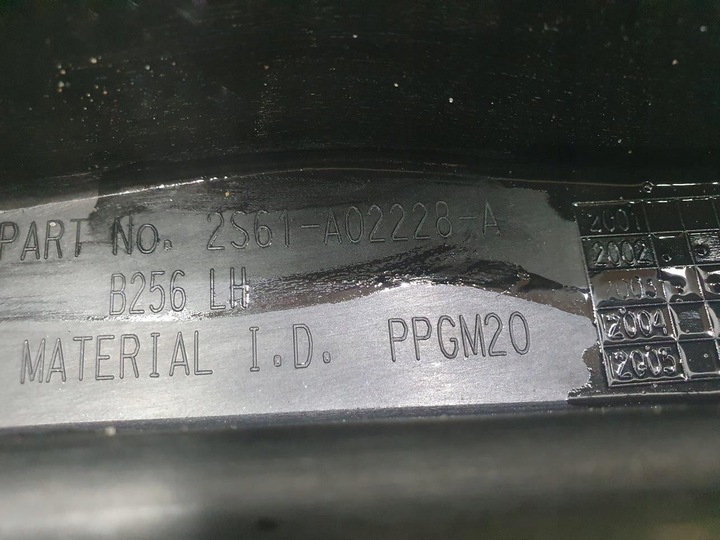 PART NO. 2S61-A02228-A
B256 LH
MATERIAL I.D. PPGM20
2001
2002
2003
2004
2005